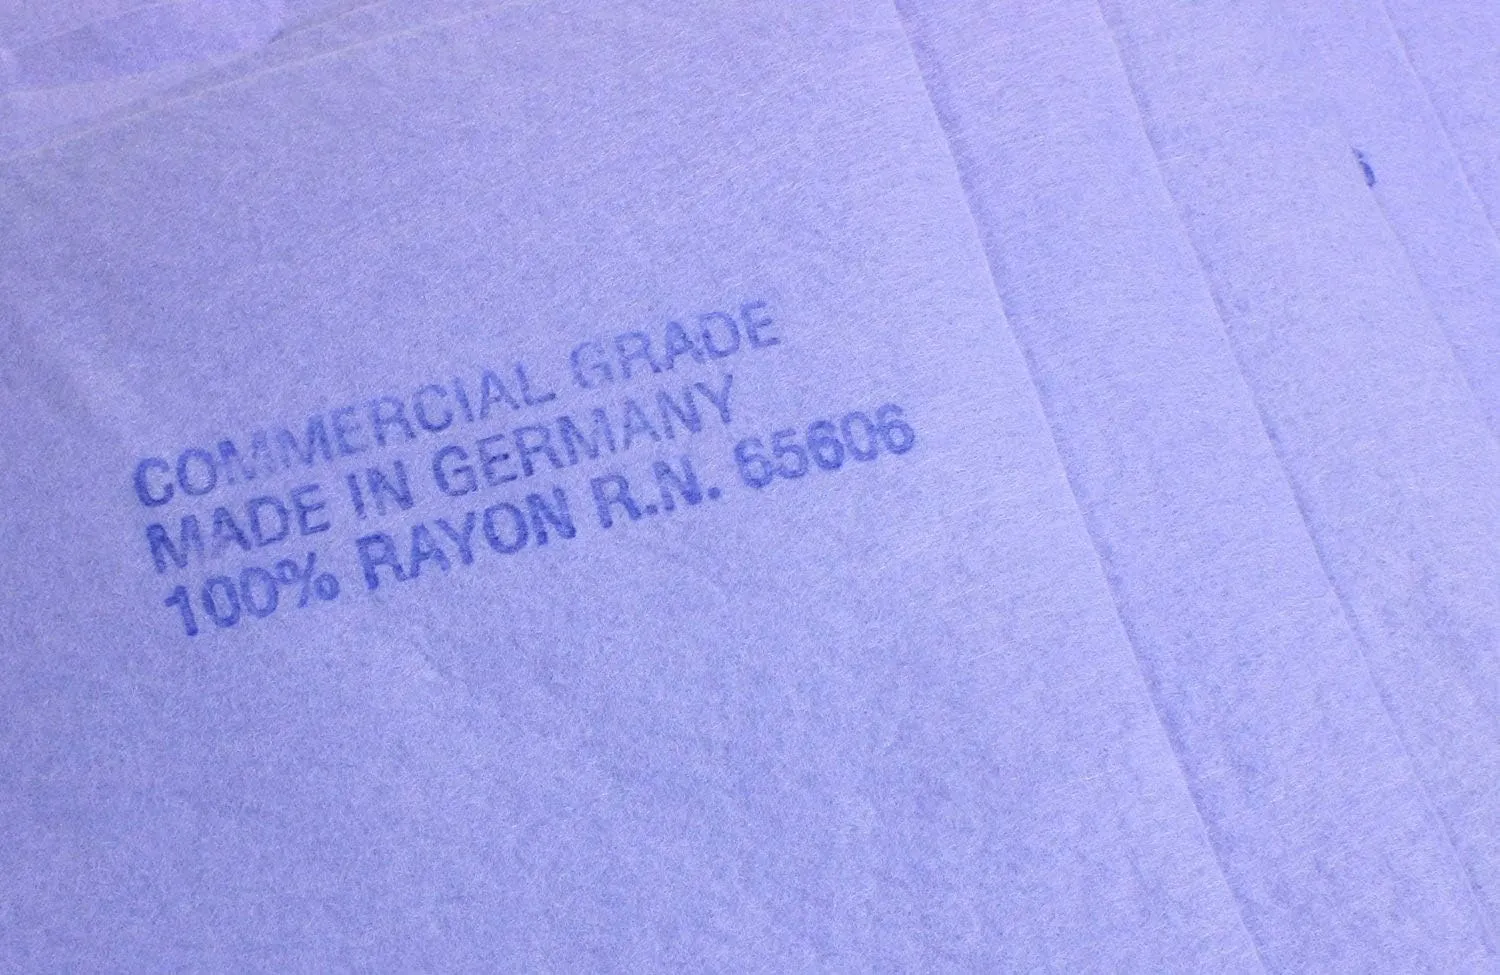 COMMERCIAL GRADE
MADE IN GERMANY
100% RAYON R.N. 65606